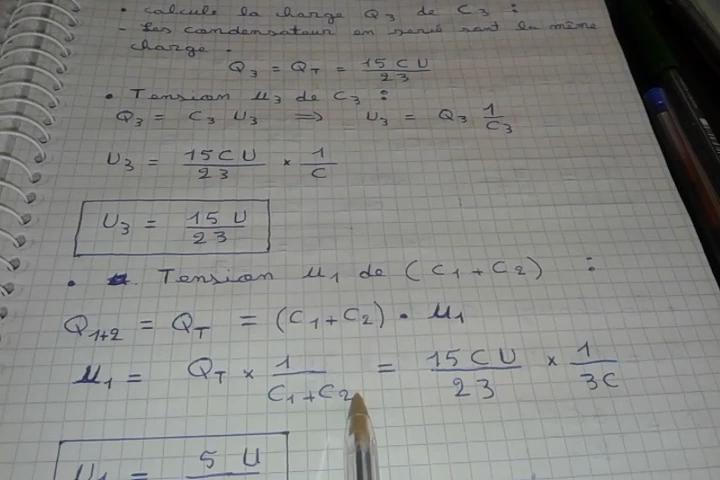 • calcule la charge Q3 de C3 :
- Les condensateur en serie sont la même
charge.
Q3 = QT = 15 C U / 23
• Tension u3 de C3 :
Q3 = C3 U3 ⟹ U3 = Q3 1/C3
U3 = 15 C U / 23 × 1/C
U3 = 15 U / 23
• Tension u1 de (C1 + C2) :
Q1+2 = QT = (C1 + C2) • u1
u1 = QT × 1/(C1 + C2) = 15 C U / 23 × 1/3C
u1 = 5 U